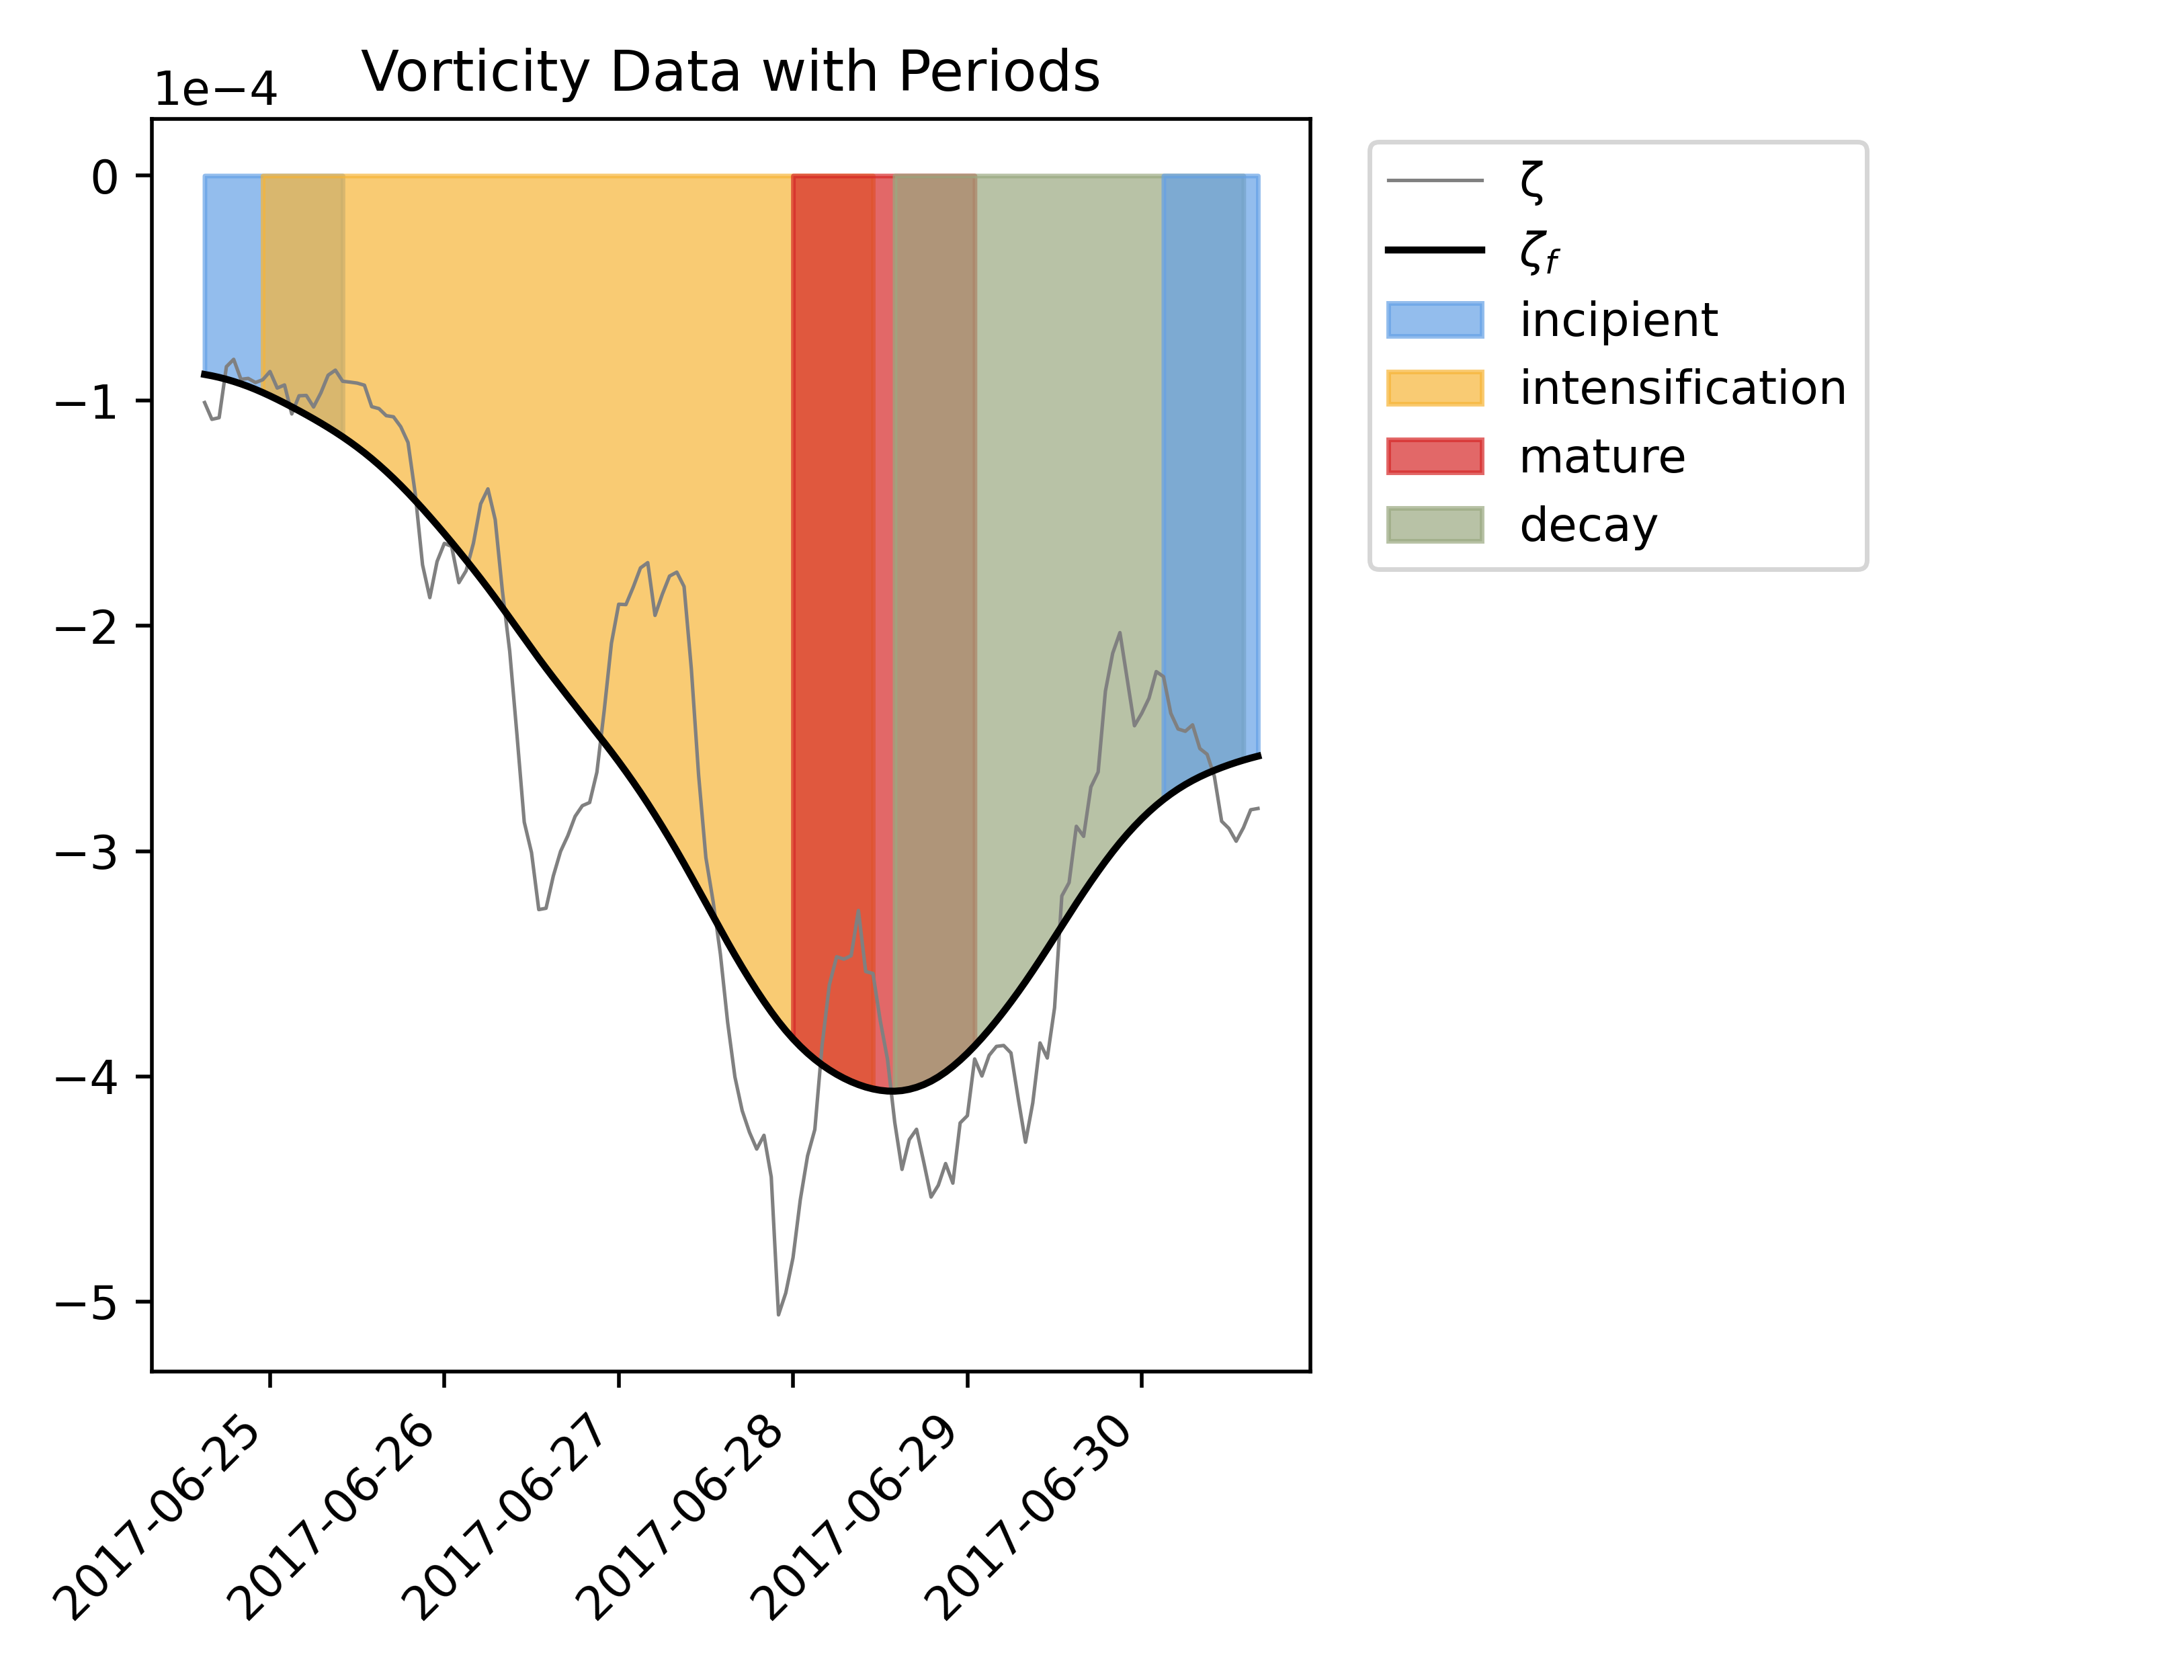 Vorticity Data with Periods
1e−4
0
−1
−2
−3
−4
−5
2017-06-25
2017-06-26
2017-06-27
2017-06-28
2017-06-29
2017-06-30
ζ
ζf
incipient
intensification
mature
decay